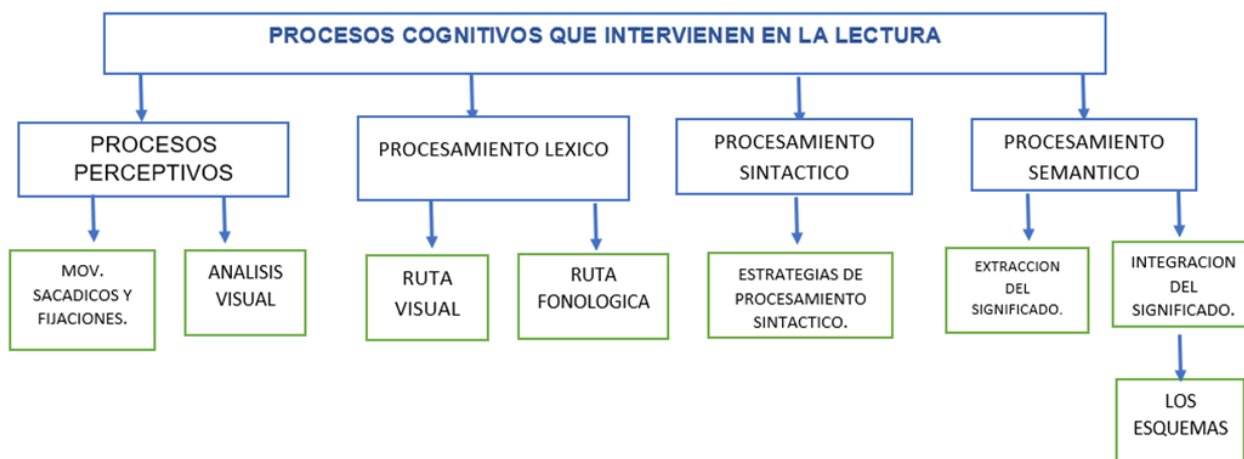 PROCESOS COGNITIVOS QUE INTERVIENEN EN LA LECTURA
PROCESOS
PERCEPTIVOS
PROCESAMIENTO LEXICO
PROCESAMIENTO
SINTACTICO
PROCESAMIENTO
SEMANTICO
MOV.
SACADICOS Y
FIJACIONES.
ANALISIS
VISUAL
RUTA
VISUAL
RUTA
FONOLOGICA
ESTRATEGIAS DE
PROCESAMIENTO
SINTACTICO.
EXTRACCION
DEL
SIGNIFICADO.
INTEGRACION
DEL
SIGNIFICADO.
LOS
ESQUEMAS